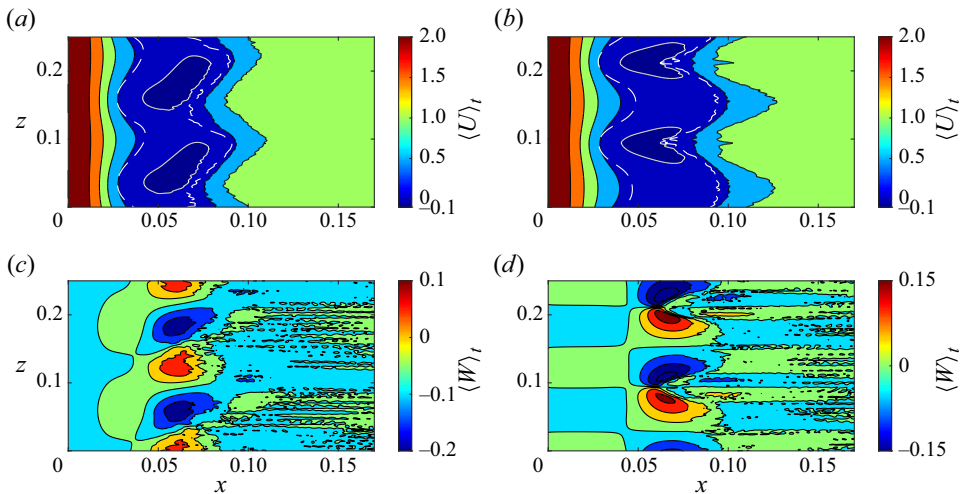 (a) (b)
2.0 2.0
0.2 1.5 0.2 1.5
z 0.1 1.0 ⟨U⟩t 0.1 1.0 ⟨U⟩t
0.5 0.5
0 0
0 0.05 0.10 0.15 –0.1 0 0.05 0.10 0.15 –0.1
(c) (d)
0.1 0.15
0.2 0 0.2
z 0.1 –0.1 ⟨W⟩t 0.1 0 ⟨W⟩t
0 0.05 0.10 0.15 –0.2 0 0.05 0.10 0.15 –0.15
x x